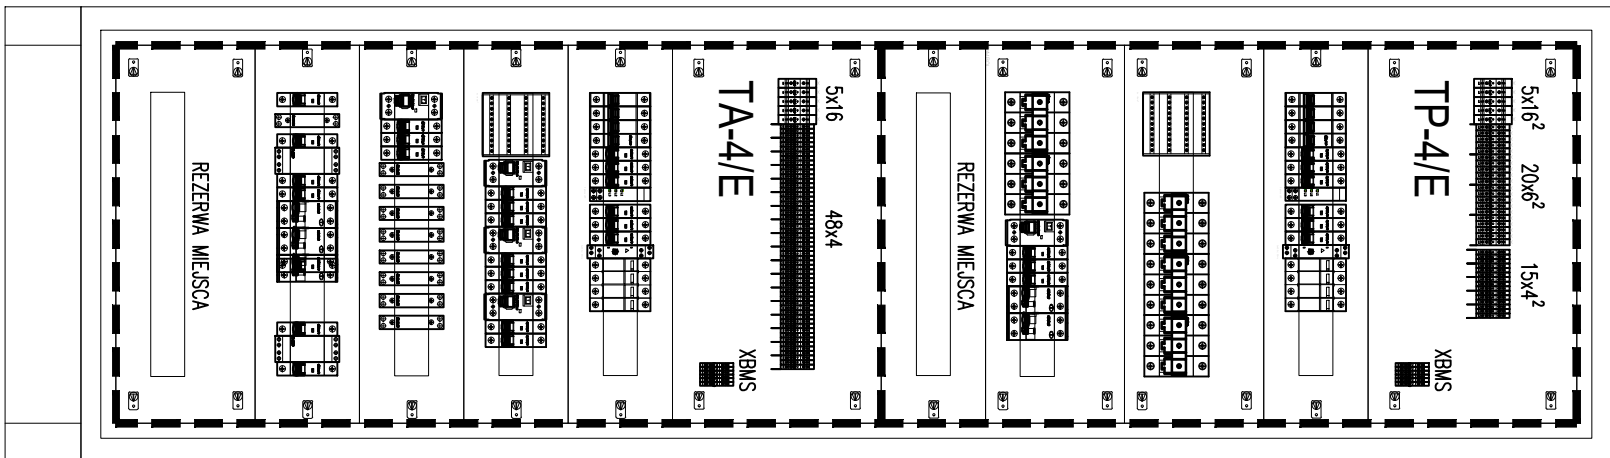 REZERWA MIEJSCA
TA-4/E
5x16
48x4
XBMS
REZERWA MIEJSCA
TP-4/E
5x16²
20x6²
15x4²
XBMS